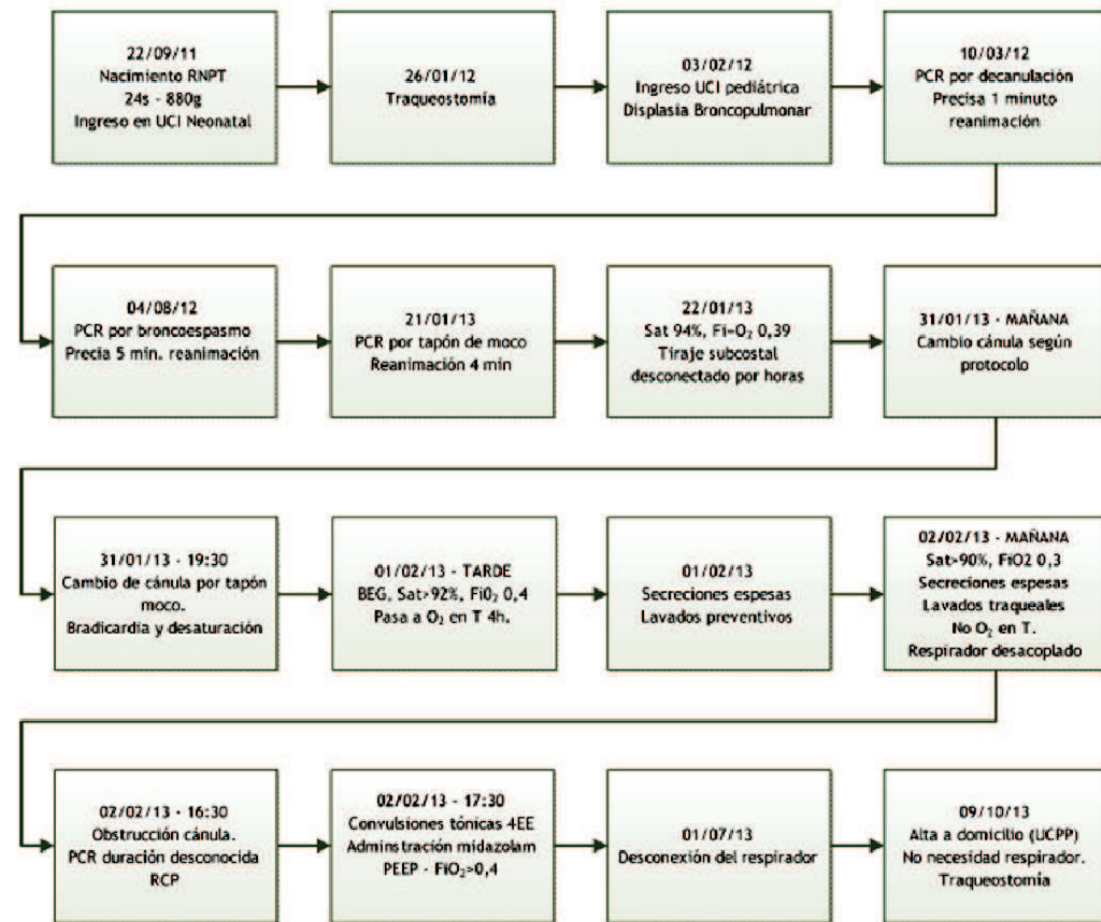 22/09/11
Nacimiento RNPT
24s - 880g
Ingreso en UCI Neonatal
26/01/12
Traqueostomía
03/02/12
Ingreso UCI pediátrica
Displasia Broncopulmonar
10/03/12
PCR por decanulación
Precisa 1 minuto
reanimación
04/08/12
PCR por broncoespasmo
Precia 5 min. reanimación
21/01/13
PCR por tapón de moco
Reanimación 4 min
22/01/13
Sat 94%, Fi=O₂ 0,39
Tiraje subcostal
desconectado por horas
31/01/13 - MAÑANA
Cambio cánula según
protocolo
31/01/13 - 19:30
Cambio de cánula por tapón
moco.
Bradicardia y desaturación
01/02/13 - TARDE
BEG, Sat>92%, FiO₂ 0,4
Pasa a O₂ en T 4h.
01/02/13
Secreciones espesas
Lavados preventivos
02/02/13 - MAÑANA
Sat>90%, FiO2 0,3
Secreciones espesas
Lavados traqueales
No O₂ en T.
Respirador desacoplado
02/02/13 - 16:30
Obstrucción cánula.
PCR duración desconocida
RCP
02/02/13 - 17:30
Convulsiones tónicas 4EE
Adminstración midazolam
PEEP - FiO₂>0,4
01/07/13
Desconexión del respirador
09/10/13
Alta a domicilio (UCPP)
No necesidad respirador.
Traqueostomía